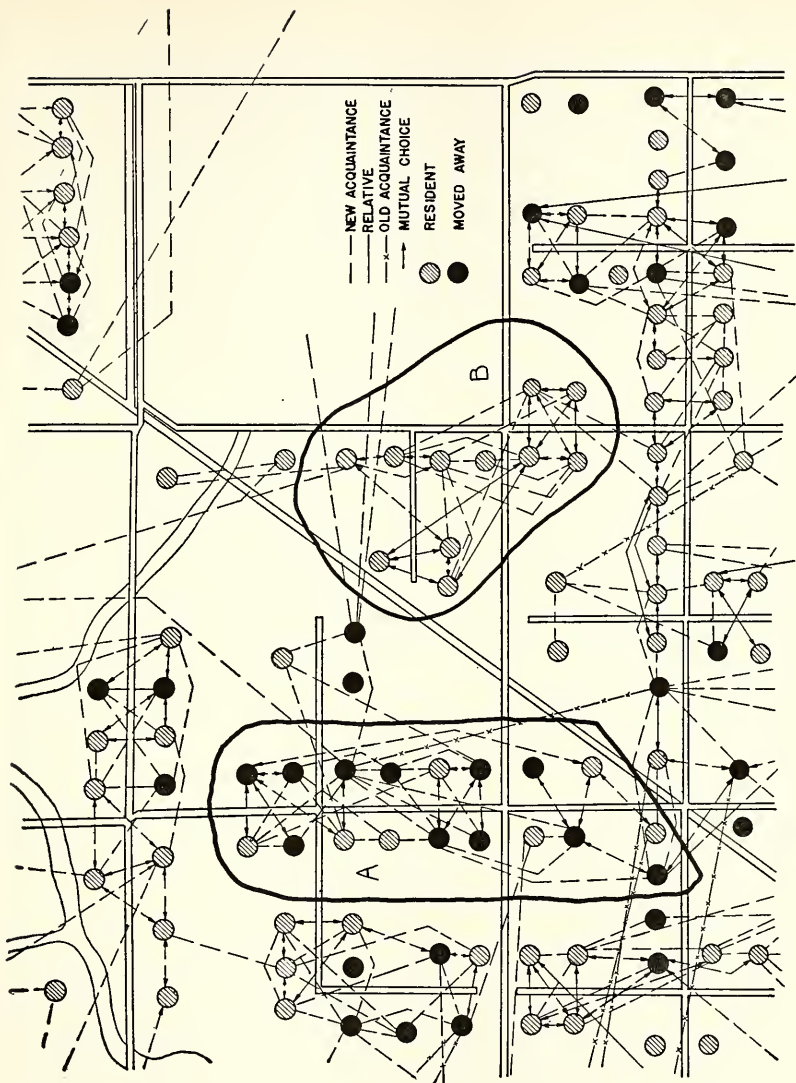 NEW ACQUAINTANCE
RELATIVE
OLD ACQUAINTANCE
MUTUAL CHOICE
RESIDENT
MOVED AWAY
A
B